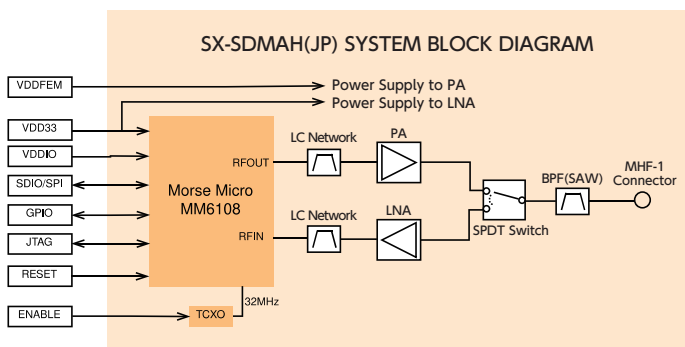 SX-SDMAH(JP) SYSTEM BLOCK DIAGRAM
VDDFEM
Power Supply to PA
Power Supply to LNA
VDD33
VDDIO
SDIO/SPI
GPIO
JTAG
RESET
ENABLE
Morse Micro
MM6108
RFOUT
RFIN
TCXO
32MHz
LC Network
PA
LC Network
LNA
SPDT Switch
BPF(SAW)
MHF-1
Connector